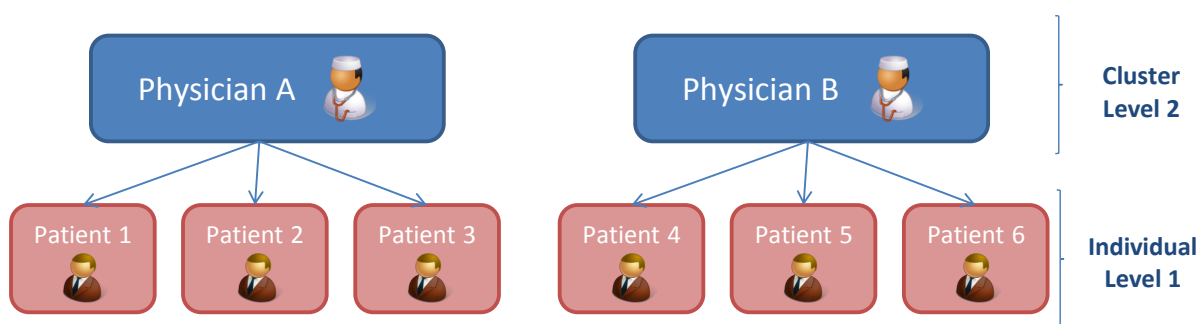 Physician A
Physician B
Cluster
Level 2
Patient 1
Patient 2
Patient 3
Patient 4
Patient 5
Patient 6
Individual
Level 1